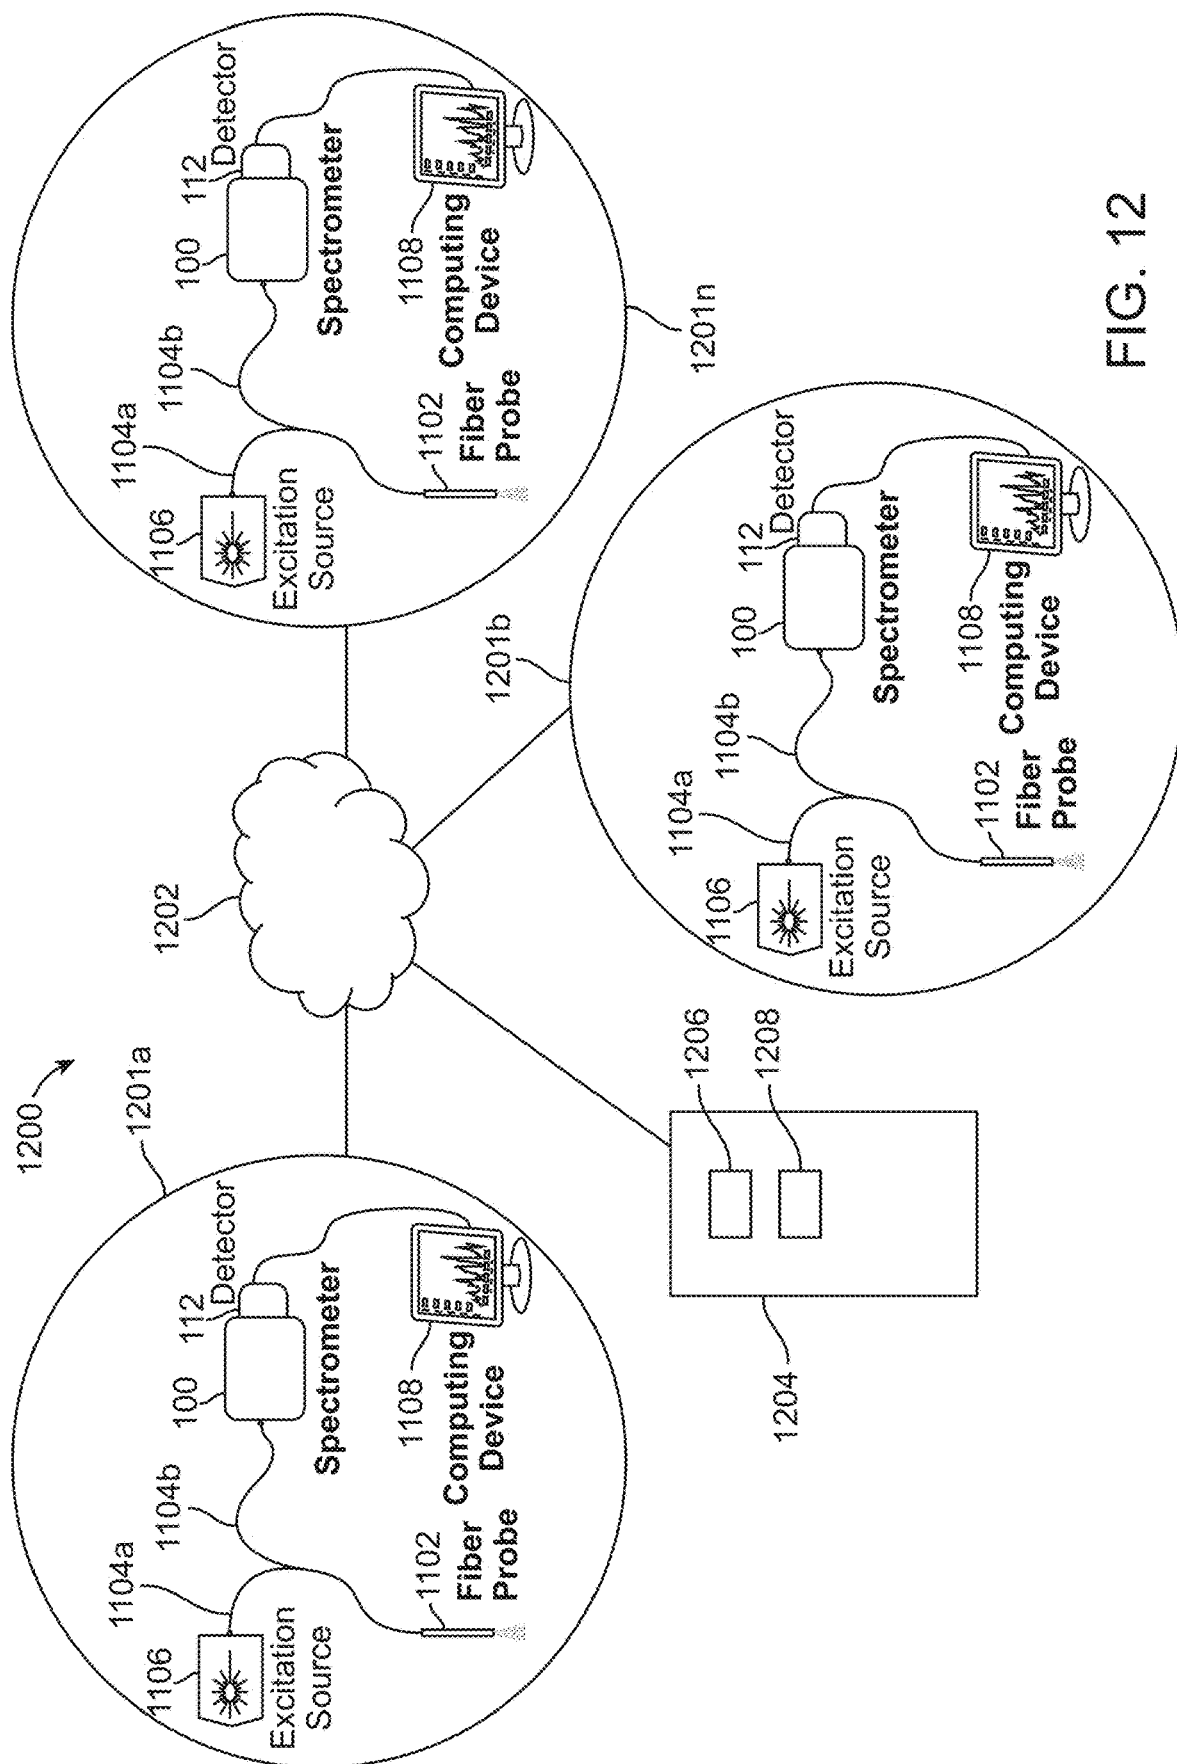 1200
1201a
1106
1104a
1104b
100
112
Detector
Excitation
Source
Spectrometer
1102
Fiber
Probe
1108
Computing
Device
1202
1106
1104a
1104b
100
112
Detector
Excitation
Source
Spectrometer
1102
Fiber
Probe
1108
Computing
Device
1201n
1204
1206
1208
1201b
1106
1104a
1104b
100
112
Detector
Excitation
Source
Spectrometer
1102
Fiber
Probe
1108
Computing
Device
FIG. 12